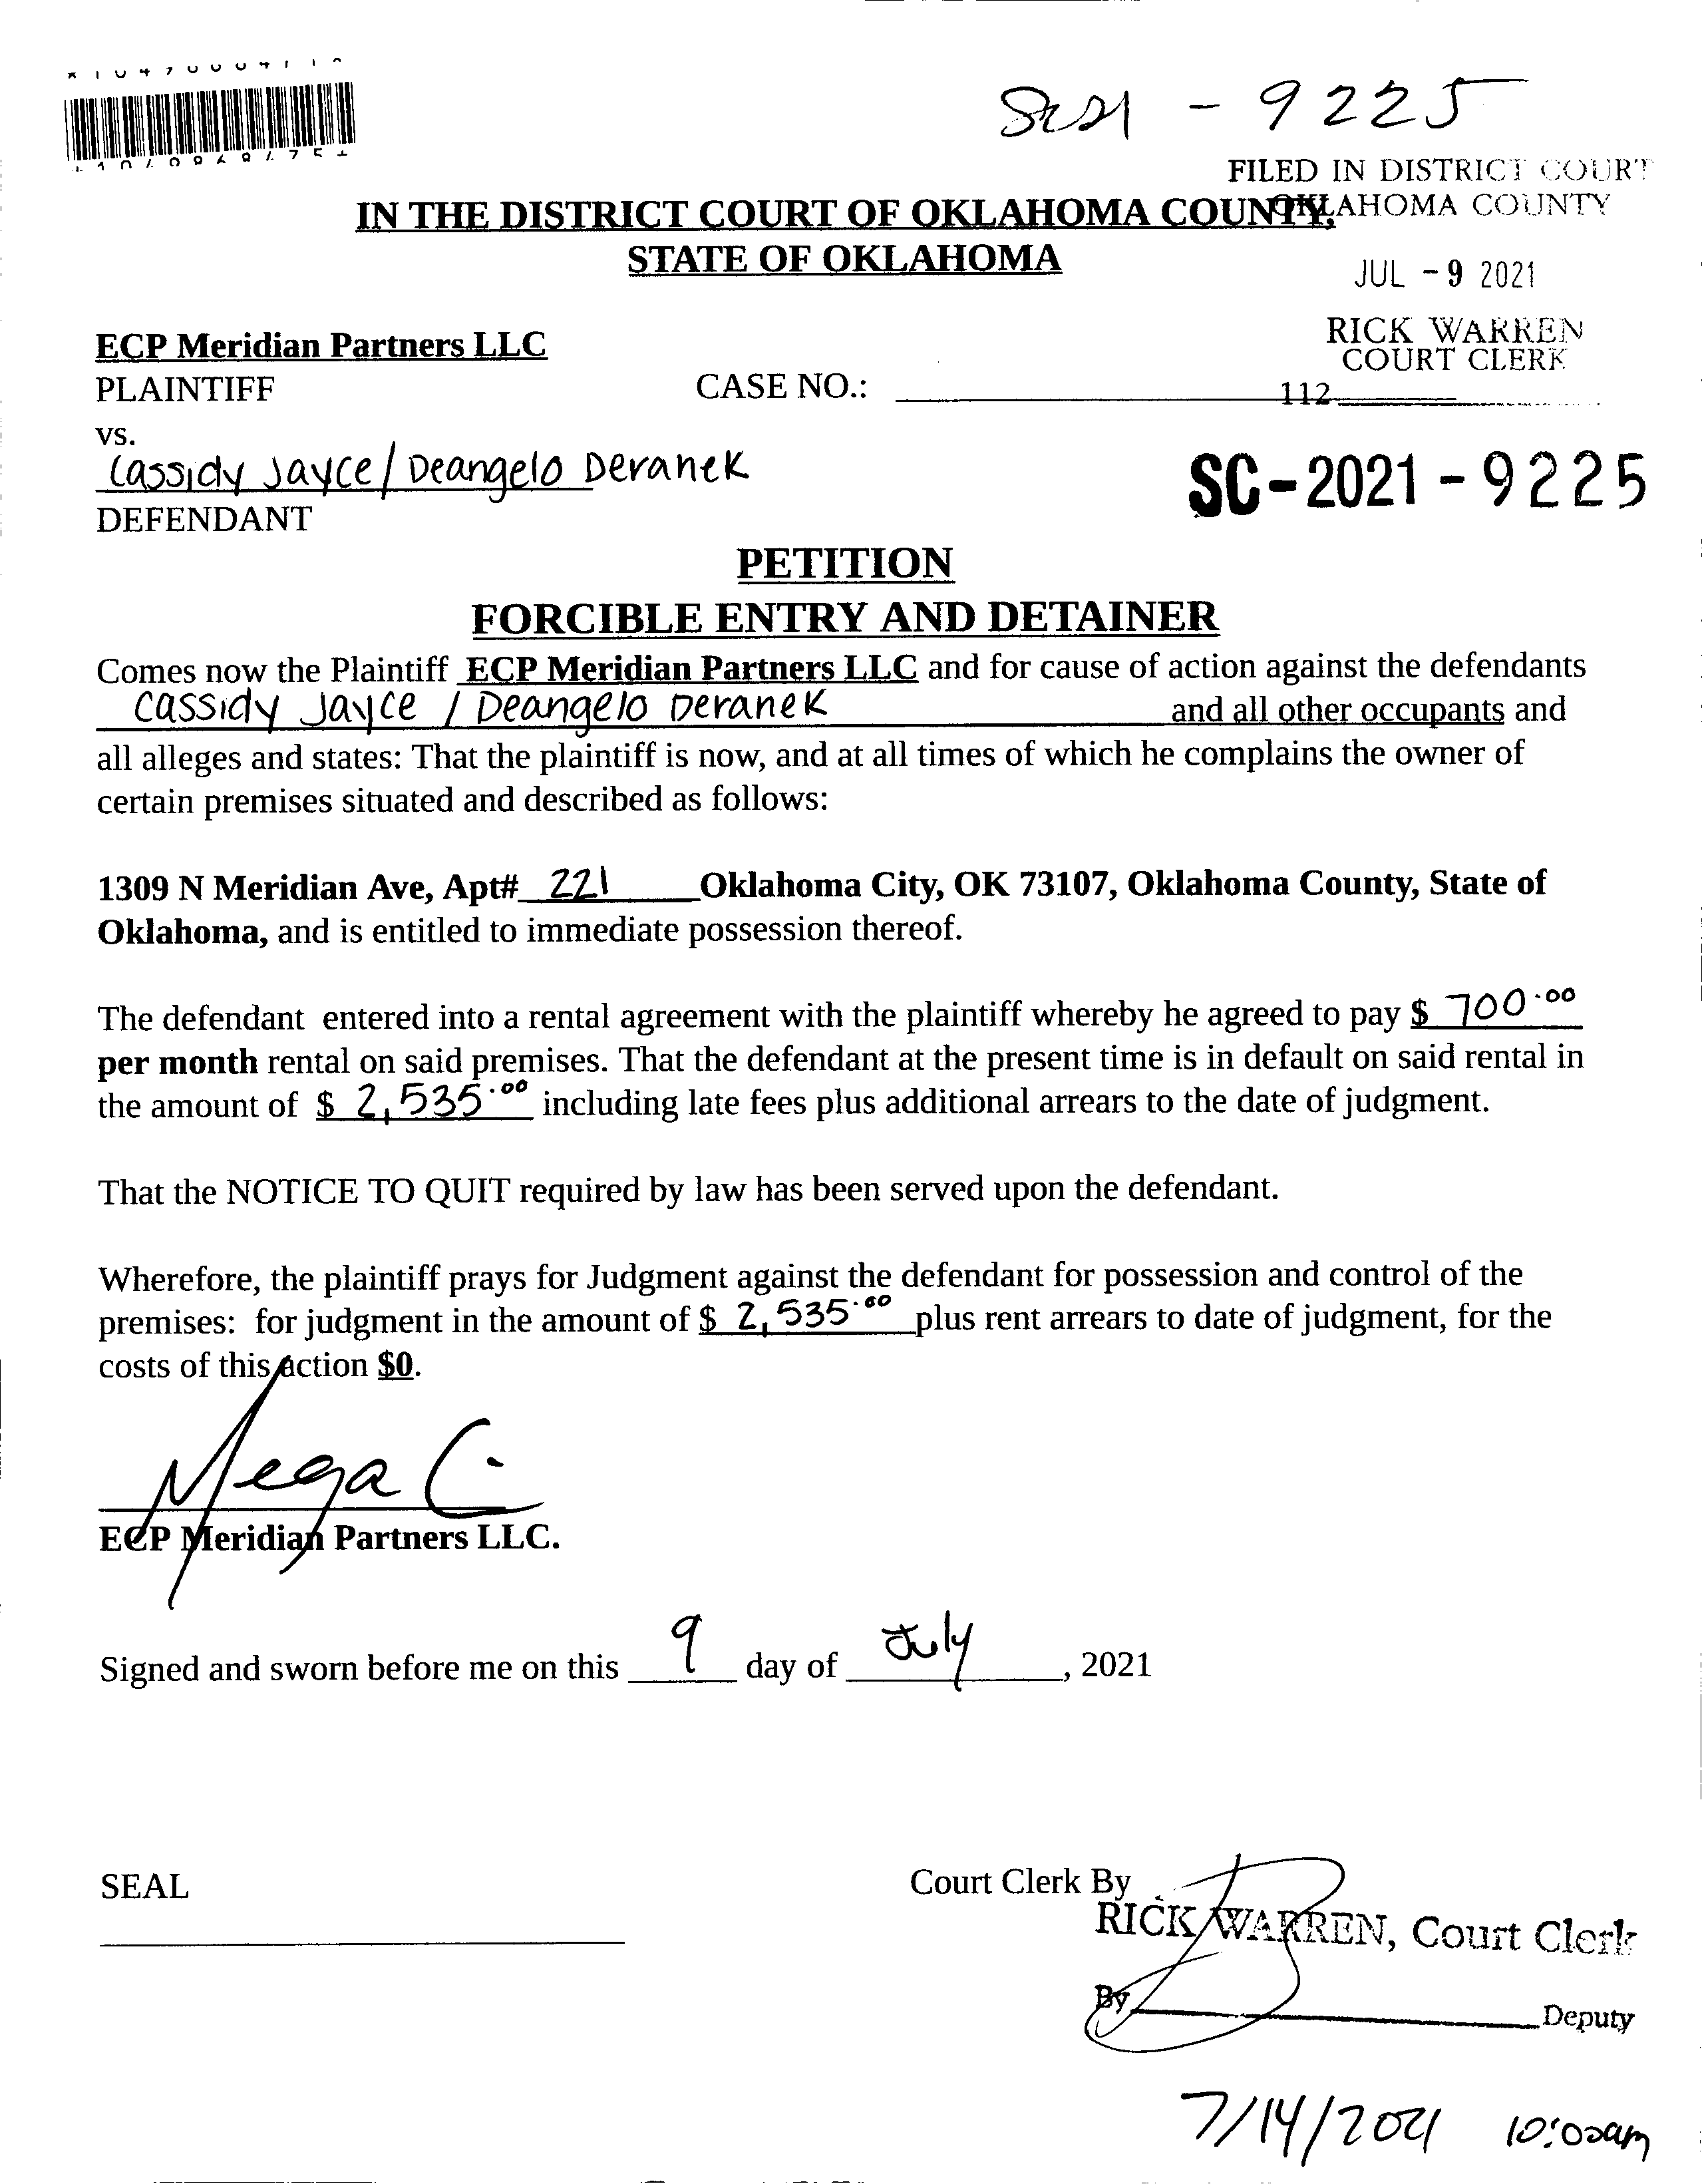 - 9225
FILED IN DISTRICT COURT
OKLAHOMA COUNTY
IN THE DISTRICT COURT OF OKLAHOMA COUNTY,
STATE OF OKLAHOMA
JUL - 9 2021
RICK WARREN
COURT CLERK
ECP Meridian Partners LLC
PLAINTIFF
CASE NO.:
112
vs.
Cassidy Jayce / Deangelo Deranek
SC-2021-9225
DEFENDANT
PETITION
FORCIBLE ENTRY AND DETAINER
Comes now the Plaintiff ECP Meridian Partners LLC and for cause of action against the defendants
Cassidy Jayce / Deangelo Deranek and all other occupants and
all alleges and states: That the plaintiff is now, and at all times of which he complains the owner of
certain premises situated and described as follows:
1309 N Meridian Ave, Apt# 221 Oklahoma City, OK 73107, Oklahoma County, State of
Oklahoma, and is entitled to immediate possession thereof.
The defendant entered into a rental agreement with the plaintiff whereby he agreed to pay $ 700.00
per month rental on said premises. That the defendant at the present time is in default on said rental in
the amount of $ 2,535.00 including late fees plus additional arrears to the date of judgment.
That the NOTICE TO QUIT required by law has been served upon the defendant.
Wherefore, the plaintiff prays for Judgment against the defendant for possession and control of the
premises: for judgment in the amount of $ 2,535.00 plus rent arrears to date of judgment, for the
costs of this action $0.
Mega C.
ECP Meridian Partners LLC.
Signed and sworn before me on this 9 day of July, 2021
SEAL
Court Clerk By
RICK WARREN, Court Clerk
By Deputy
7/14/2021 10:00am